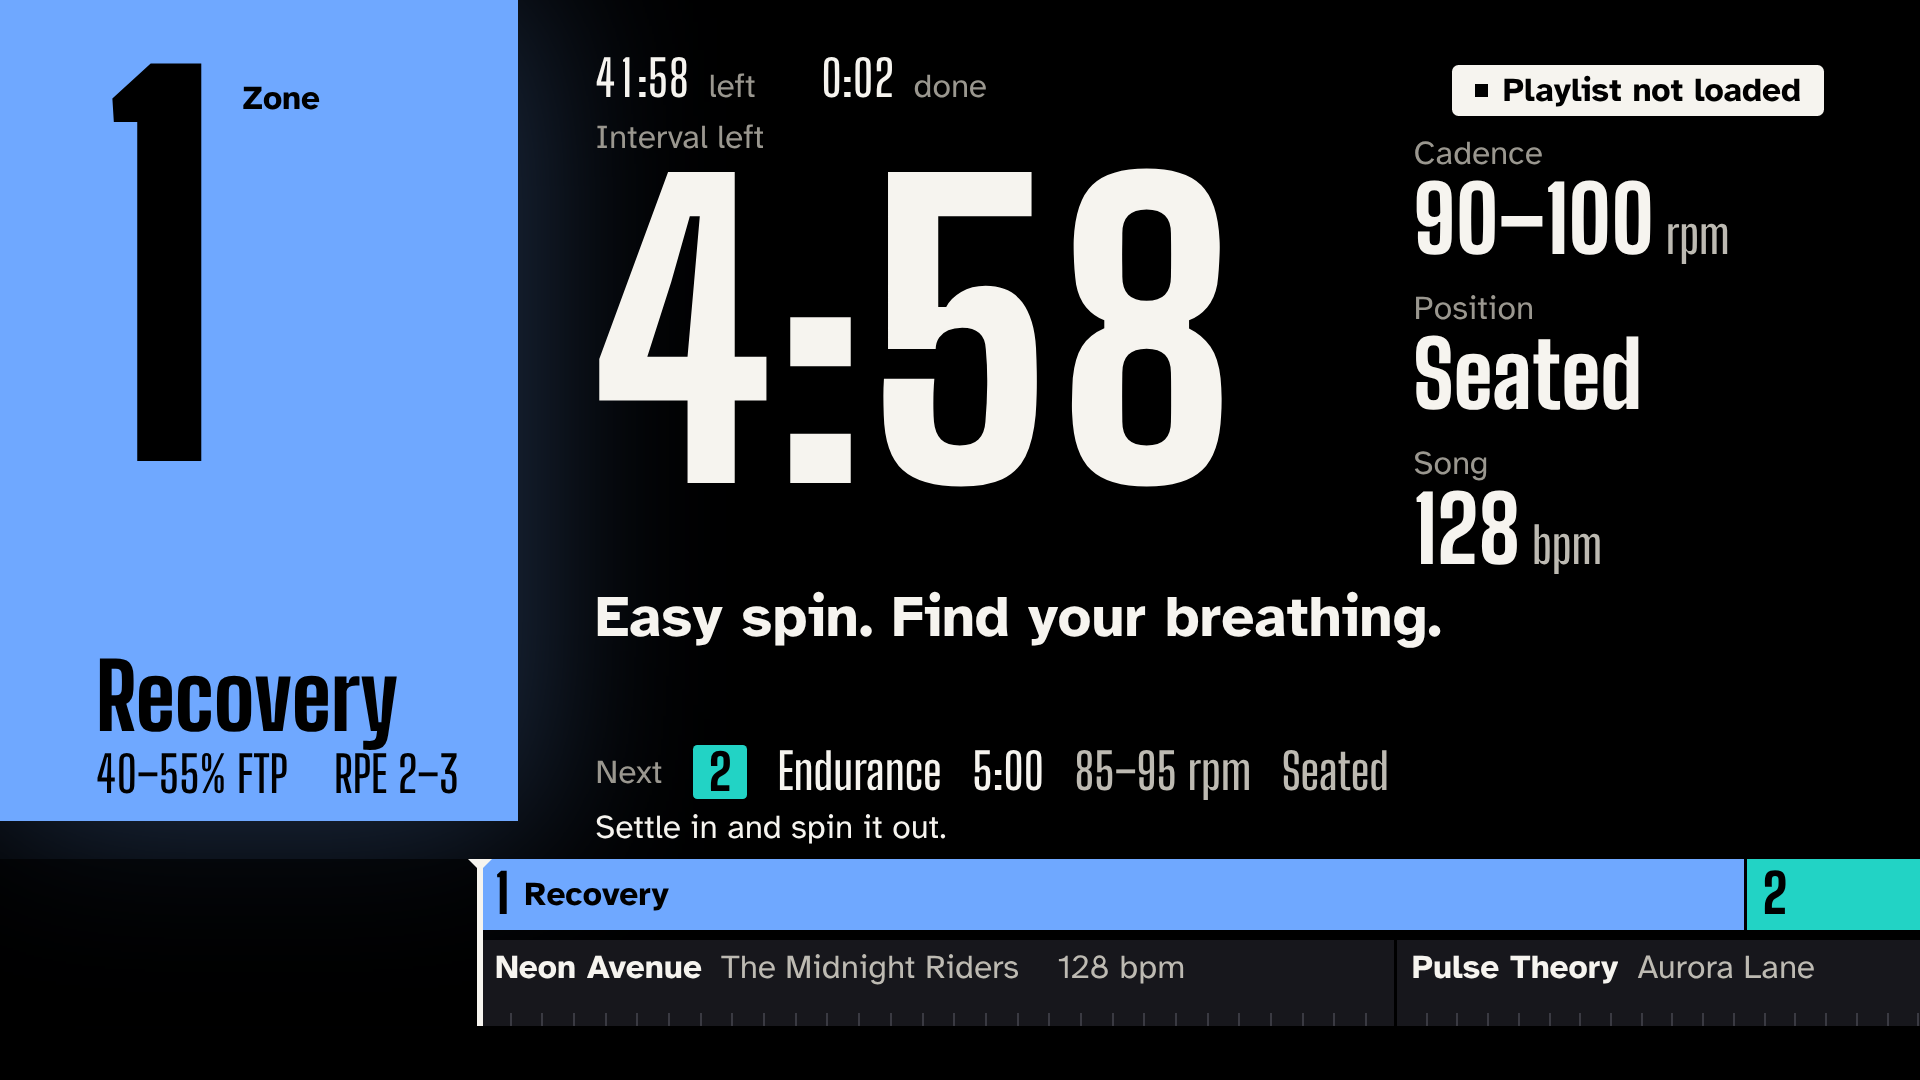 1 Zone
Recovery
40–55% FTP RPE 2–3
41:58 left 0:02 done
Interval left
4:58
Playlist not loaded
Cadence
90–100 rpm
Position
Seated
Song
128 bpm
Easy spin. Find your breathing.
Next 2 Endurance 5:00 85–95 rpm Seated
Settle in and spin it out.
1 Recovery 2
Neon Avenue The Midnight Riders 128 bpm Pulse Theory Aurora Lane